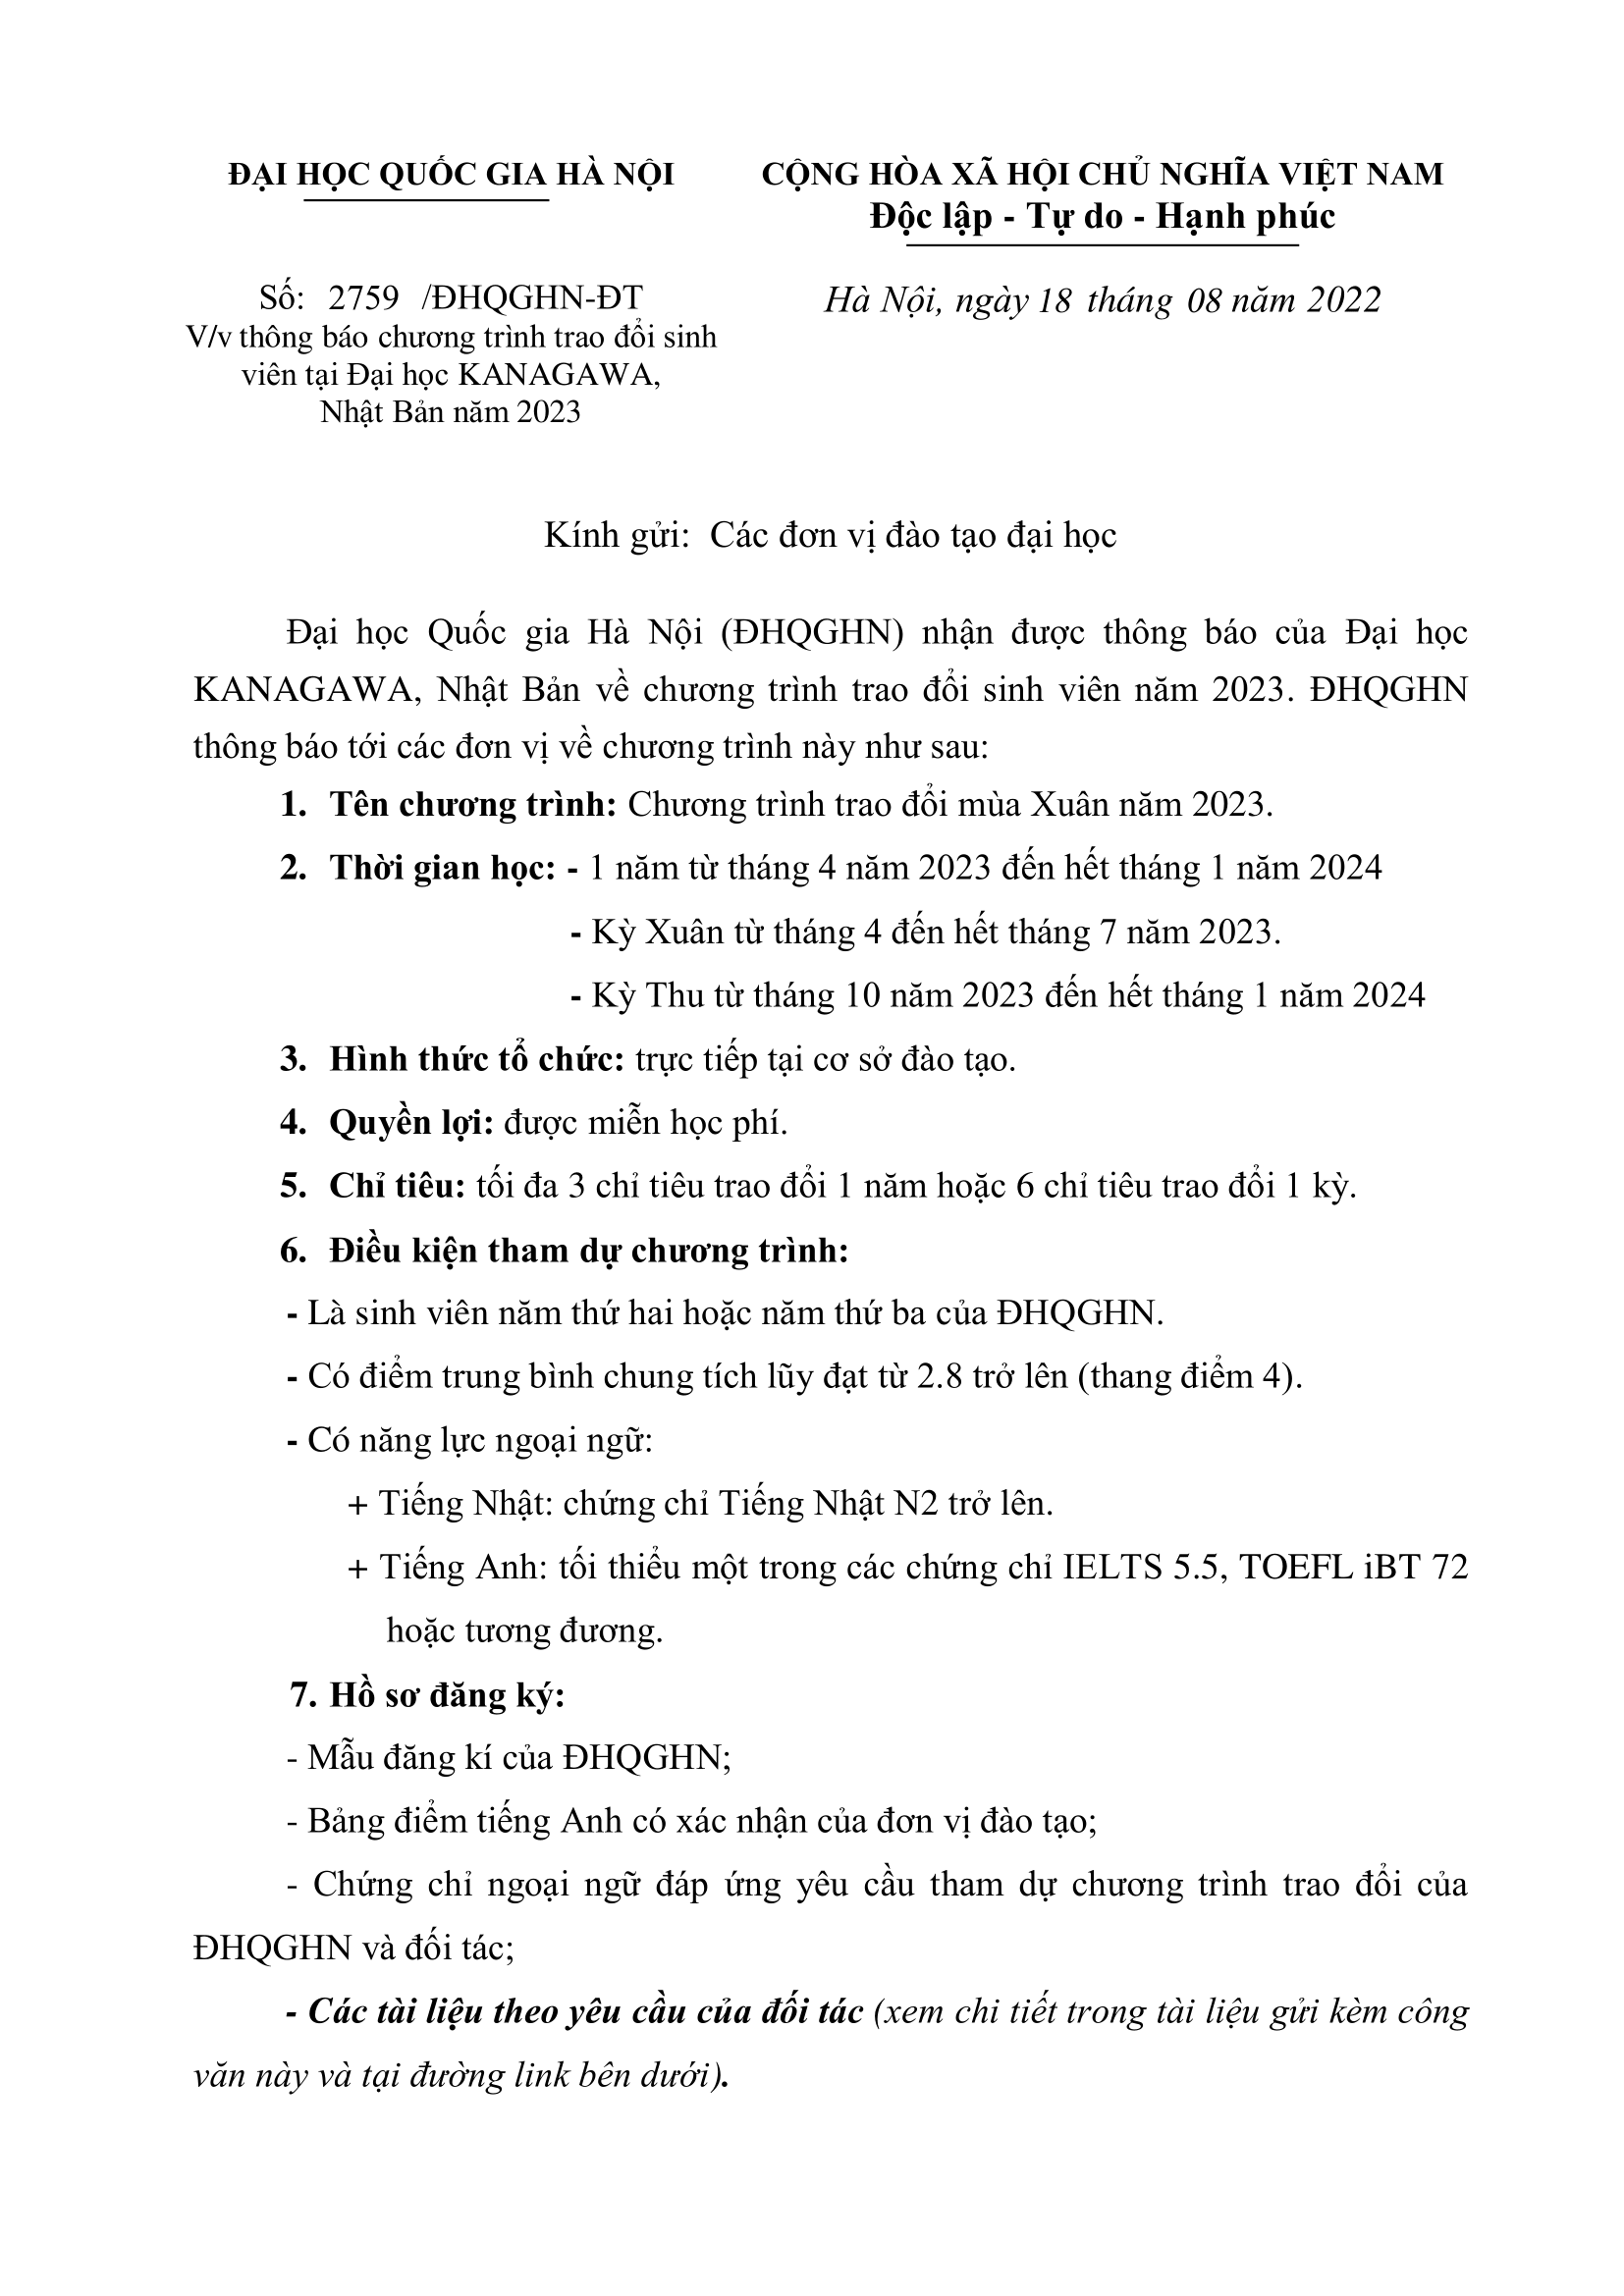 ĐẠI HỌC QUỐC GIA HÀ NỘI
CỘNG HÒA XÃ HỘI CHỦ NGHĨA VIỆT NAM
Độc lập - Tự do - Hạnh phúc
Số: 2759 /ĐHQGHN-ĐT
V/v thông báo chương trình trao đổi sinh
viên tại Đại học KANAGAWA,
Nhật Bản năm 2023
Hà Nội, ngày 18 tháng 08 năm 2022
Kính gửi: Các đơn vị đào tạo đại học
Đại học Quốc gia Hà Nội (ĐHQGHN) nhận được thông báo của Đại học
KANAGAWA, Nhật Bản về chương trình trao đổi sinh viên năm 2023. ĐHQGHN
thông báo tới các đơn vị về chương trình này như sau:
1. Tên chương trình: Chương trình trao đổi mùa Xuân năm 2023.
2. Thời gian học: - 1 năm từ tháng 4 năm 2023 đến hết tháng 1 năm 2024
- Kỳ Xuân từ tháng 4 đến hết tháng 7 năm 2023.
- Kỳ Thu từ tháng 10 năm 2023 đến hết tháng 1 năm 2024
3. Hình thức tổ chức: trực tiếp tại cơ sở đào tạo.
4. Quyền lợi: được miễn học phí.
5. Chỉ tiêu: tối đa 3 chỉ tiêu trao đổi 1 năm hoặc 6 chỉ tiêu trao đổi 1 kỳ.
6. Điều kiện tham dự chương trình:
- Là sinh viên năm thứ hai hoặc năm thứ ba của ĐHQGHN.
- Có điểm trung bình chung tích lũy đạt từ 2.8 trở lên (thang điểm 4).
- Có năng lực ngoại ngữ:
+ Tiếng Nhật: chứng chỉ Tiếng Nhật N2 trở lên.
+ Tiếng Anh: tối thiểu một trong các chứng chỉ IELTS 5.5, TOEFL iBT 72
hoặc tương đương.
7. Hồ sơ đăng ký:
- Mẫu đăng kí của ĐHQGHN;
- Bảng điểm tiếng Anh có xác nhận của đơn vị đào tạo;
- Chứng chỉ ngoại ngữ đáp ứng yêu cầu tham dự chương trình trao đổi của
ĐHQGHN và đối tác;
- Các tài liệu theo yêu cầu của đối tác (xem chi tiết trong tài liệu gửi kèm công
văn này và tại đường link bên dưới).